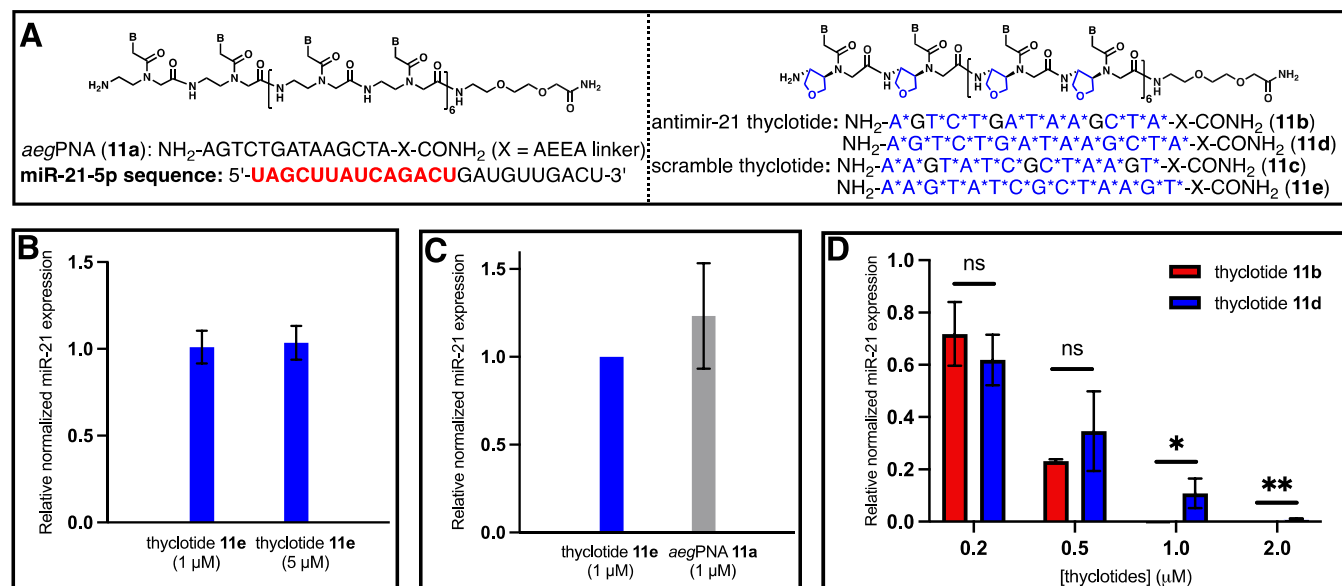 A
B B B B
O O O O
H₂N N N H N N H N N H N N H N O O NH₂
O O O O O
6
aegPNA (11a): NH₂-AGTCTGATAAGCTA-X-CONH₂ (X = AEEA linker)
miR-21-5p sequence: 5'-UAGCUUAUCAGACUGAUGUUGACU-3'
B B B B
O O O O
H₂N N N H N N H N N H N N H N O O NH₂
O O O O O
O O O O
6
antimir-21 thyclotide: NH₂-A*GT*C*T*GA*T*A*A*GC*T*A*-X-CONH₂ (11b)
NH₂-A*G*T*C*T*G*A*T*A*A*G*C*T*A*-X-CONH₂ (11d)
scramble thyclotide: NH₂-A*A*GT*A*T*C*GC*T*A*A*GT*-X-CONH₂ (11c)
NH₂-A*A*G*T*A*T*C*G*C*T*A*A*G*T*-X-CONH₂ (11e)
B
Relative normalized miR-21 expression
1.5
1.0
0.5
0.0
thyclotide 11e
(1 µM)
thyclotide 11e
(5 µM)
C
Relative normalized miR-21 expression
1.5
1.0
0.5
0.0
thyclotide 11e
(1 µM)
aegPNA 11a
(1 µM)
D
Relative normalized miR-21 expression
1.0
0.8
0.6
0.4
0.2
0.0
ns
ns
*
**
thyclotide 11b
thyclotide 11d
0.2 0.5 1.0 2.0
[thyclotides] (µM)